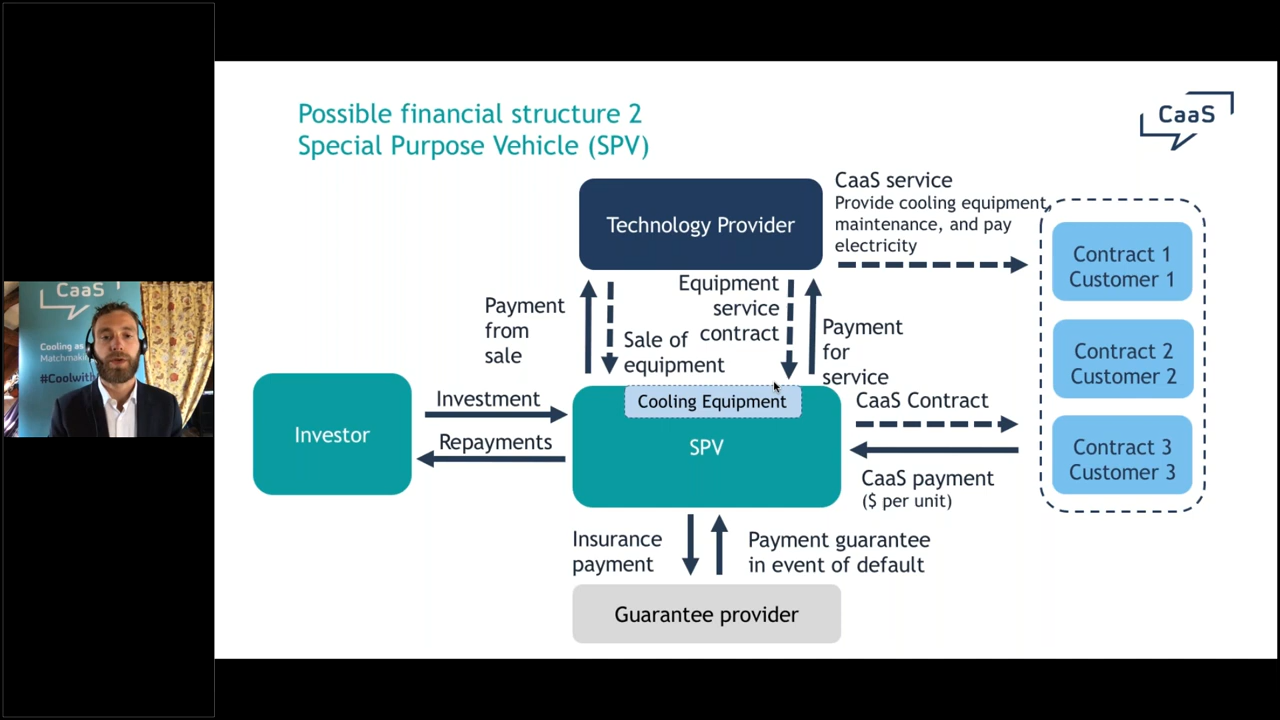 Possible financial structure 2
Special Purpose Vehicle (SPV)
CaaS
Technology Provider
CaaS service
Provide cooling equipment,
maintenance, and pay
electricity
Contract 1
Customer 1
Contract 2
Customer 2
Contract 3
Customer 3
Payment
from
sale
Sale of
equipment
Equipment
service
contract
Payment
for
service
Investor
Investment
Repayments
Cooling Equipment
SPV
CaaS Contract
CaaS payment
($ per unit)
Insurance
payment
Payment guarantee
in event of default
Guarantee provider
CaaS
Cooling as